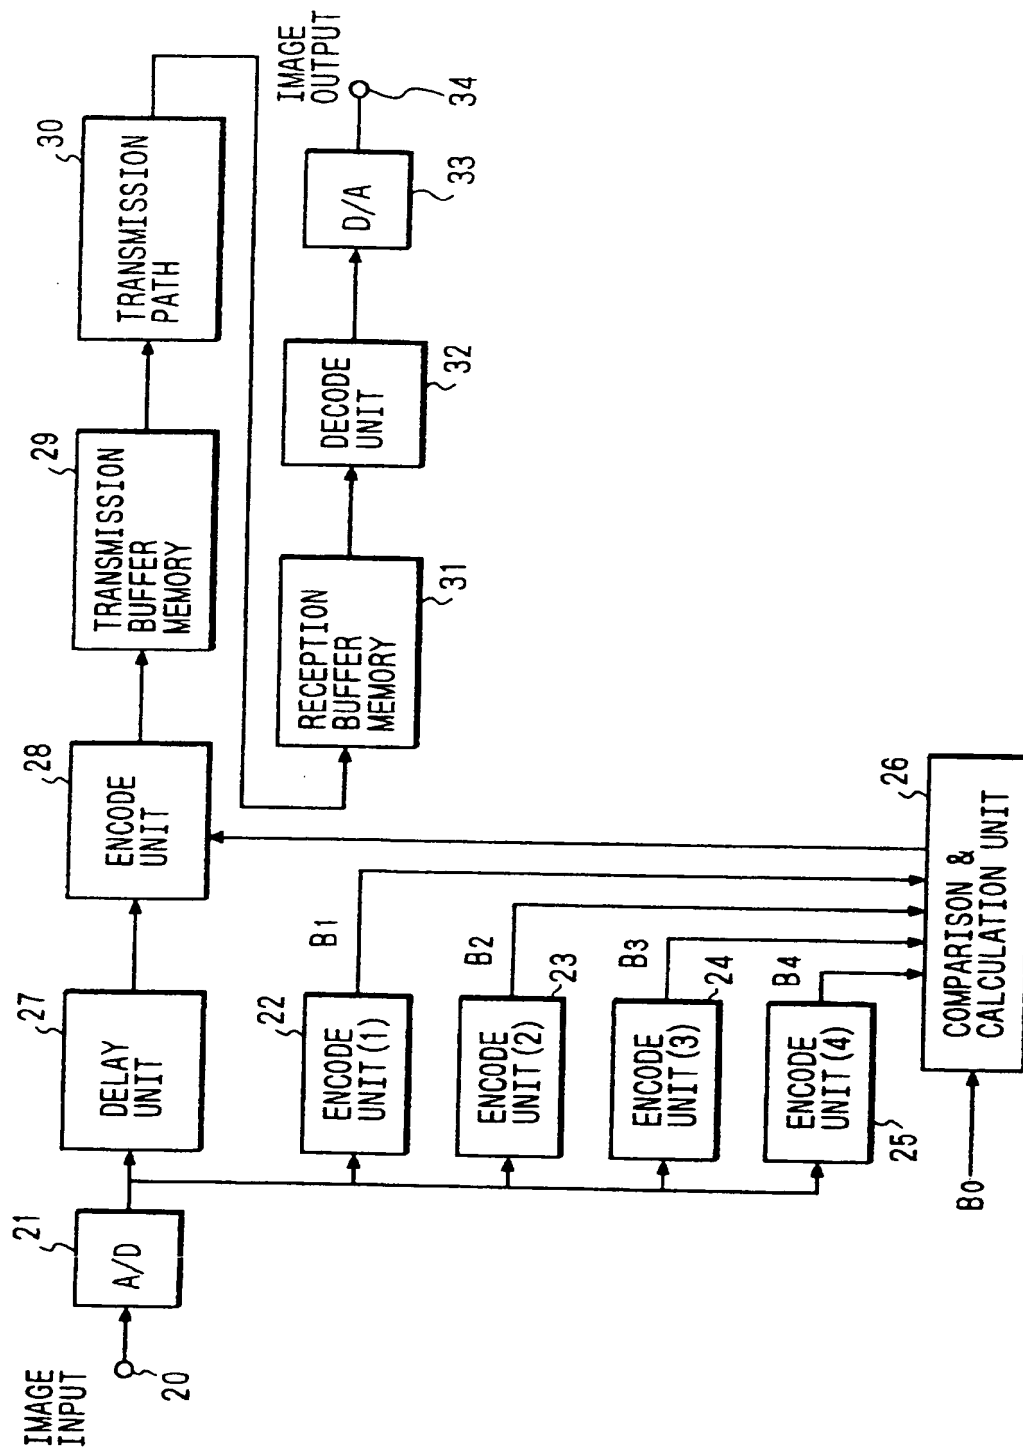 IMAGE
INPUT
20
21
A/D
27
DELAY
UNIT
28
ENCODE
UNIT
29
TRANSMISSION
BUFFER
MEMORY
30
TRANSMISSION
PATH
22
ENCODE
UNIT(1)
B1
23
ENCODE
UNIT(2)
B2
24
ENCODE
UNIT(3)
B3
25
ENCODE
UNIT(4)
B4
B0
26
COMPARISON &
CALCULATION UNIT
RECEPTION
BUFFER
MEMORY
31
DECODE
UNIT
32
D/A
33
IMAGE
OUTPUT
34